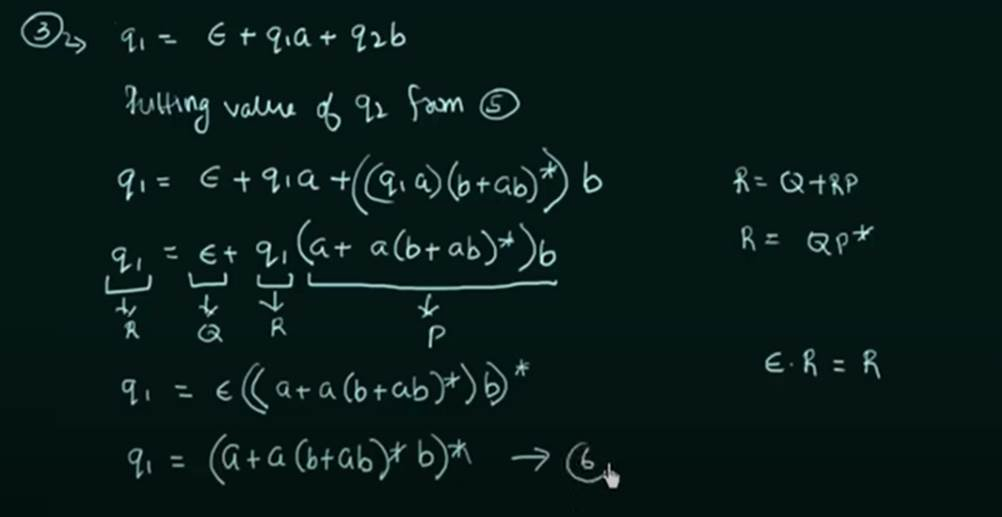 ③ → q₁ = ϵ + q₁a + q₂b
Putting value of q₂ from ⑤
q₁ = ϵ + q₁a + ((q₁a)(b+ab)*) b
R = Q+RP
q₁ = ϵ + q₁ (a + a(b+ab)*)b
R = QP*
↓ ↓ ↓ ↓
R Q R P
q₁ = ϵ((a+a(b+ab)*)b)*
ϵ.R = R
q₁ = (a+a(b+ab)*b)* → ⑥